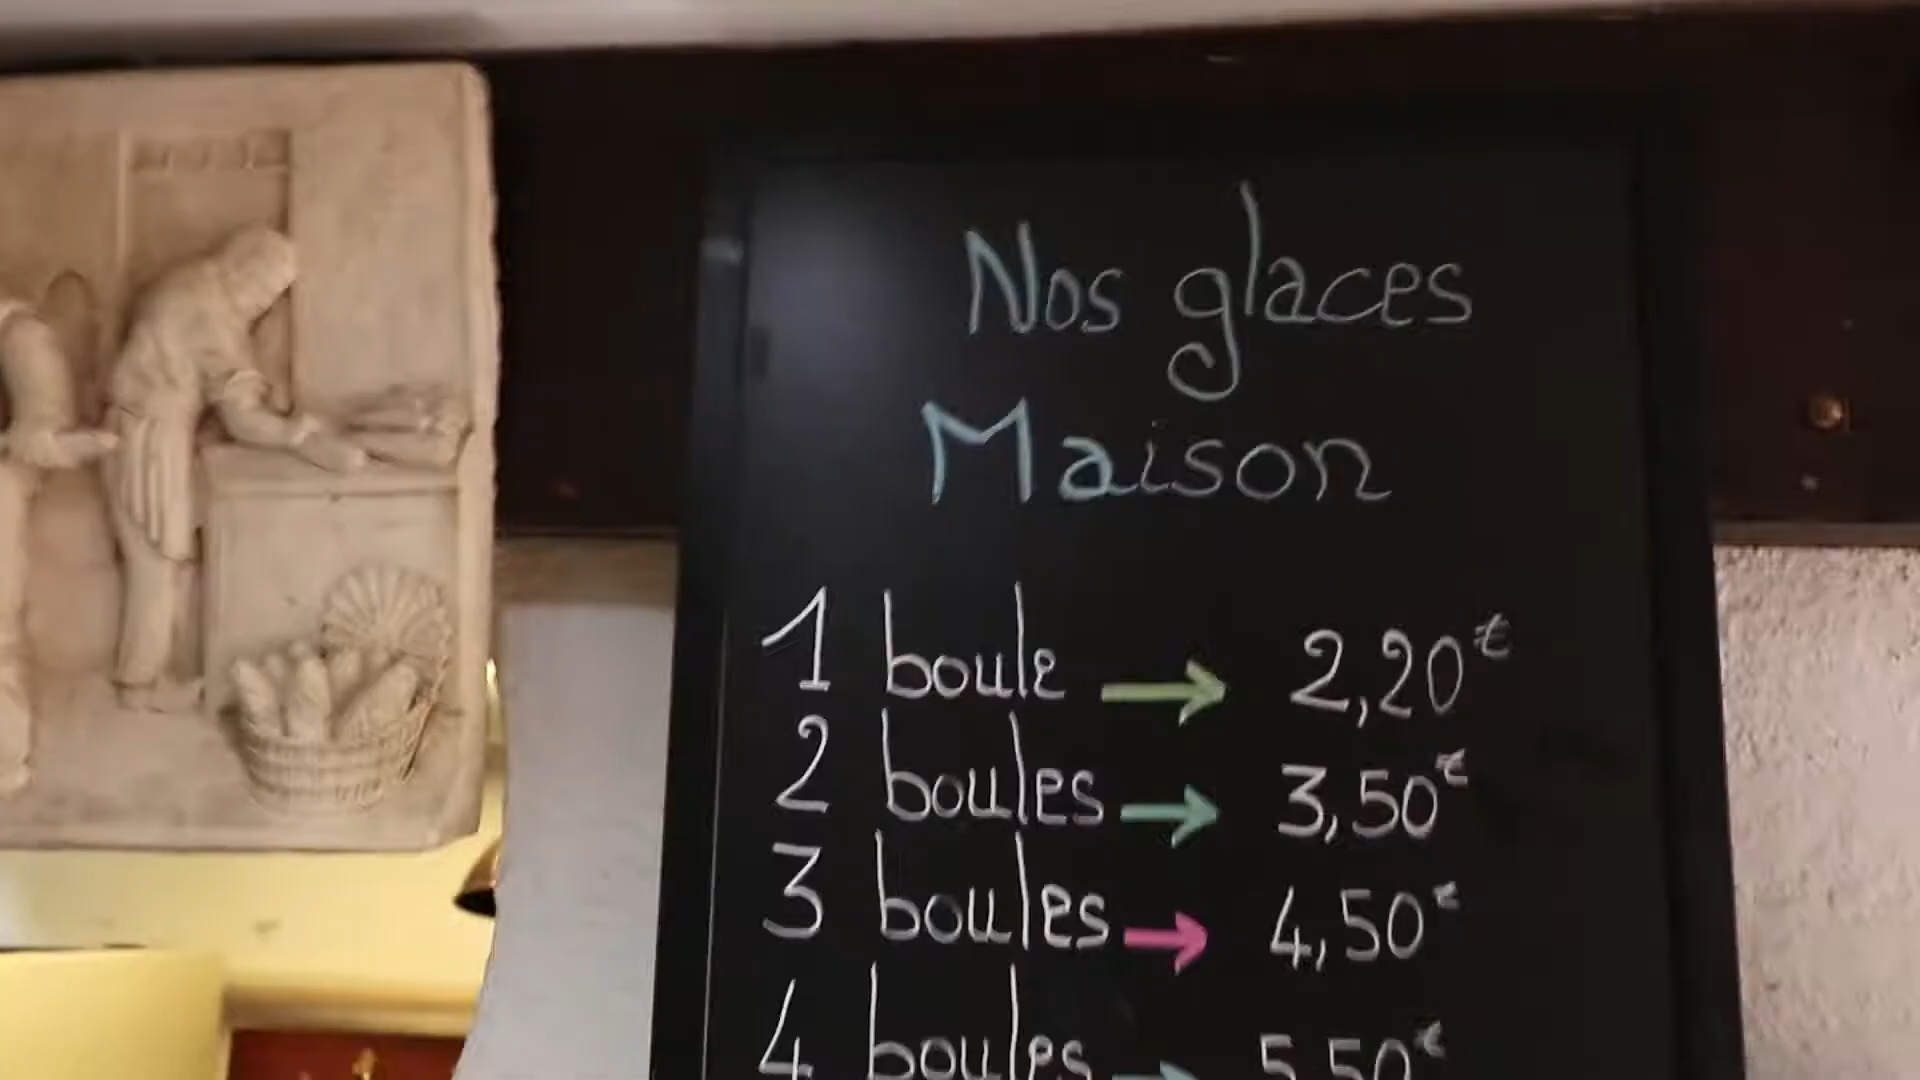 Nos glaces
Maison
1 boule → 2,20€
2 boules → 3,50€
3 boules → 4,50€
4 boules → 5,50€